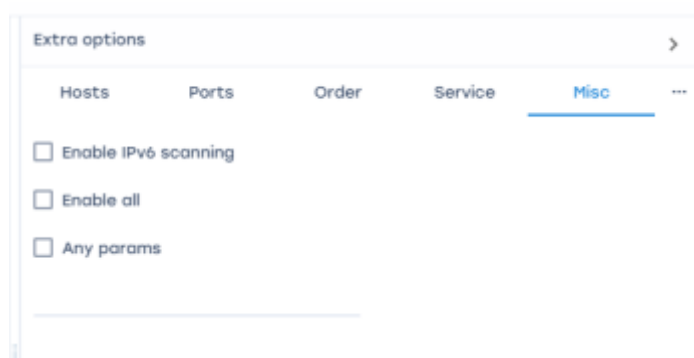 Extra options
Hosts Ports Order Service Misc ...
Enable IPv6 scanning
Enable all
Any params